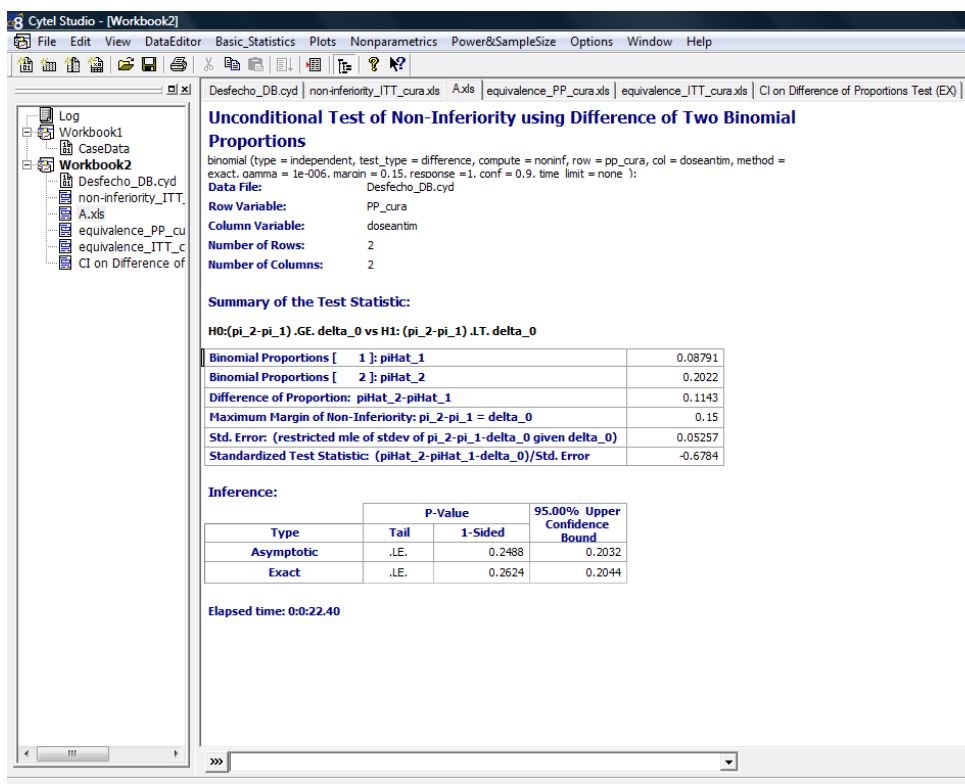 Cytel Studio - [Workbook2]
File Edit View DataEditor Basic_Statistics Plots Nonparametrics Power&SampleSize Options Window Help
Desfecho_DB.cyd non-inferiority_ITT_cura.xls A.xls equivalence_PP_cura.xls equivalence_ITT_cura.xls CI on Difference of Proportions Test (EX)
Log
Workbook1
CaseData
Workbook2
Desfecho_DB.cyd
non-inferiority_ITT_
A.xls
equivalence_PP_cu
equivalence_ITT_c
CI on Difference of
Unconditional Test of Non-Inferiority using Difference of Two Binomial
Proportions
binomial (type = independent, test_type = difference, compute = noninf, row = pp_cura, col = doseantim, method =
exact, gamma = 1e-006, margin = 0.15, response =1, conf = 0.9, time_limit = none ):
Data File: Desfecho_DB.cyd
Row Variable: PP_cura
Column Variable: doseantim
Number of Rows: 2
Number of Columns: 2
Summary of the Test Statistic:
H0:(pi_2-pi_1) .GE. delta_0 vs H1: (pi_2-pi_1) .LT. delta_0
Binomial Proportions [ 1 ]: piHat_1 0.08791
Binomial Proportions [ 2 ]: piHat_2 0.2022
Difference of Proportion: piHat_2-piHat_1 0.1143
Maximum Margin of Non-Inferiority: pi_2-pi_1 = delta_0 0.15
Std. Error: (restricted mle of stdev of pi_2-pi_1-delta_0 given delta_0) 0.05257
Standardized Test Statistic: (piHat_2-piHat_1-delta_0)/Std. Error -0.6784
Inference:
P-Value 95.00% Upper
Confidence
Type Tail 1-Sided Bound
Asymptotic .LE. 0.2488 0.2032
Exact .LE. 0.2624 0.2044
Elapsed time: 0:0:22.40